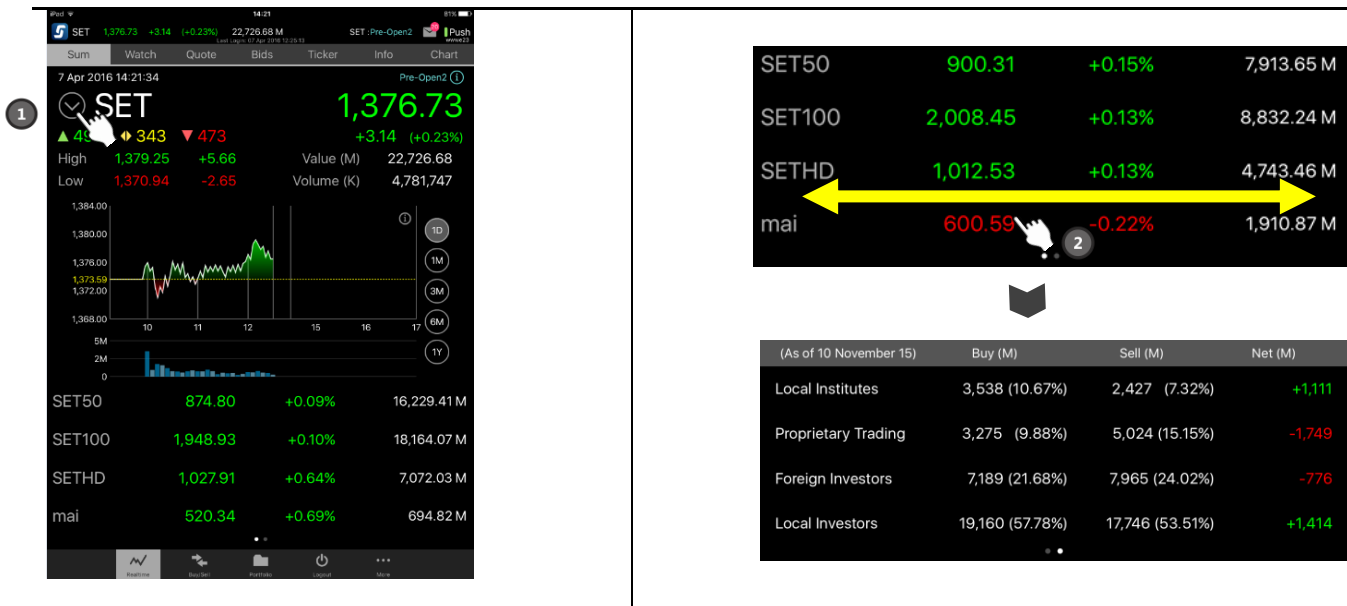 iPad 14:21 81%
SET 1,376.73 +3.14 (+0.23%) 22,726.68 M SET :Pre-Open2 Push
Last Login: 07 Apr 2016
Sum Watch Quote Bids Ticker Info Chart
7 Apr 2016 14:21:34 Pre-Open2
1
SET 1,376.73
▲ 49 343 ▼ 473 +3.14 (+0.23%)
High 1,379.25 +5.66 Value (M) 22,726.68
Low 1,370.94 -2.65 Volume (K) 4,781,747
1,384.00
1D
1,380.00
1M
1,376.00
1,373.59
1,372.00
3M
1,368.00
6M
10 11 12 15 16 17
5M
1Y
2M
0
SET50 874.80 +0.09% 16,229.41 M
SET100 1,948.93 +0.10% 18,164.07 M
SETHD 1,027.91 +0.64% 7,072.03 M
mai 520.34 +0.69% 694.82 M
Realtime Buy/Sell Portfolio Logout More
SET50 900.31 +0.15% 7,913.65 M
SET100 2,008.45 +0.13% 8,832.24 M
SETHD 1,012.53 +0.13% 4,743.46 M
mai 600.59 -0.22% 1,910.87 M
2
(As of 10 November 15) Buy (M) Sell (M) Net (M)
Local Institutes 3,538 (10.67%) 2,427 (7.32%) +1,111
Proprietary Trading 3,275 (9.88%) 5,024 (15.15%) -1,749
Foreign Investors 7,189 (21.68%) 7,965 (24.02%) -776
Local Investors 19,160 (57.78%) 17,746 (53.51%) +1,414